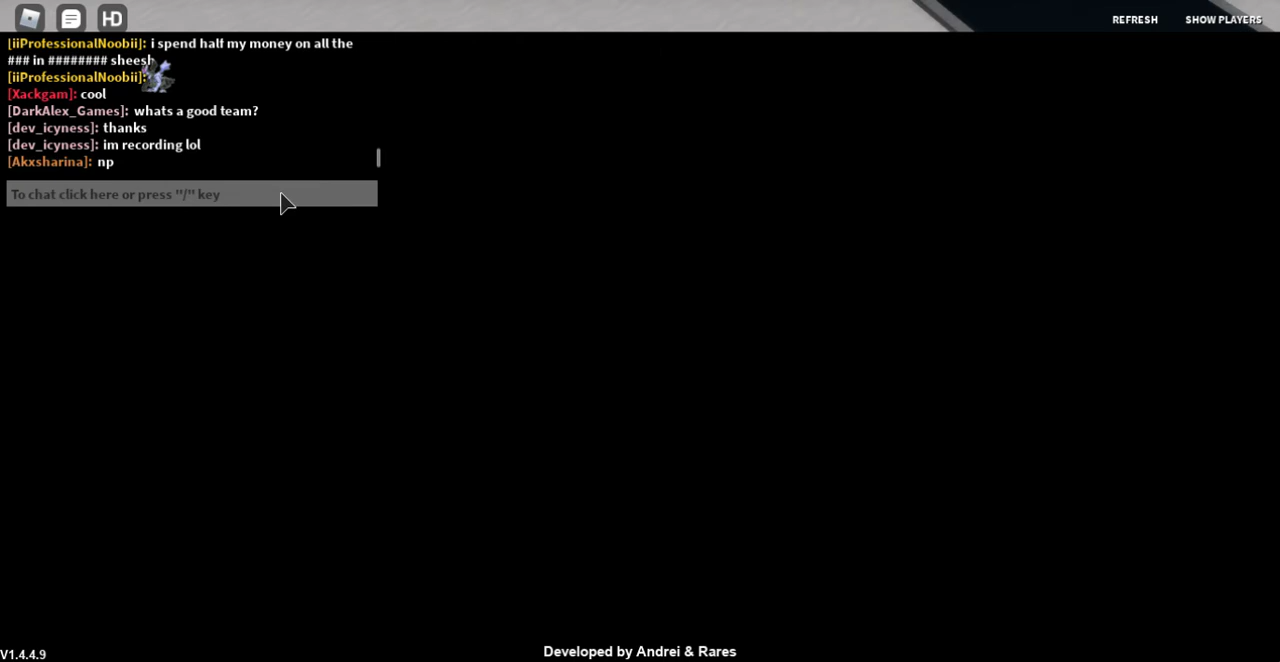 HD
REFRESH
SHOW PLAYERS
[iiProfessionalNoobii]: i spend half my money on all the
### in ######## sheesh
[iiProfessionalNoobii]:
[Xackgam]: cool
[DarkAlex_Games]: whats a good team?
[dev_icyness]: thanks
[dev_icyness]: im recording lol
[Akxsharina]: np
To chat click here or press "/" key
V1.4.4.9
Developed by Andrei & Rares